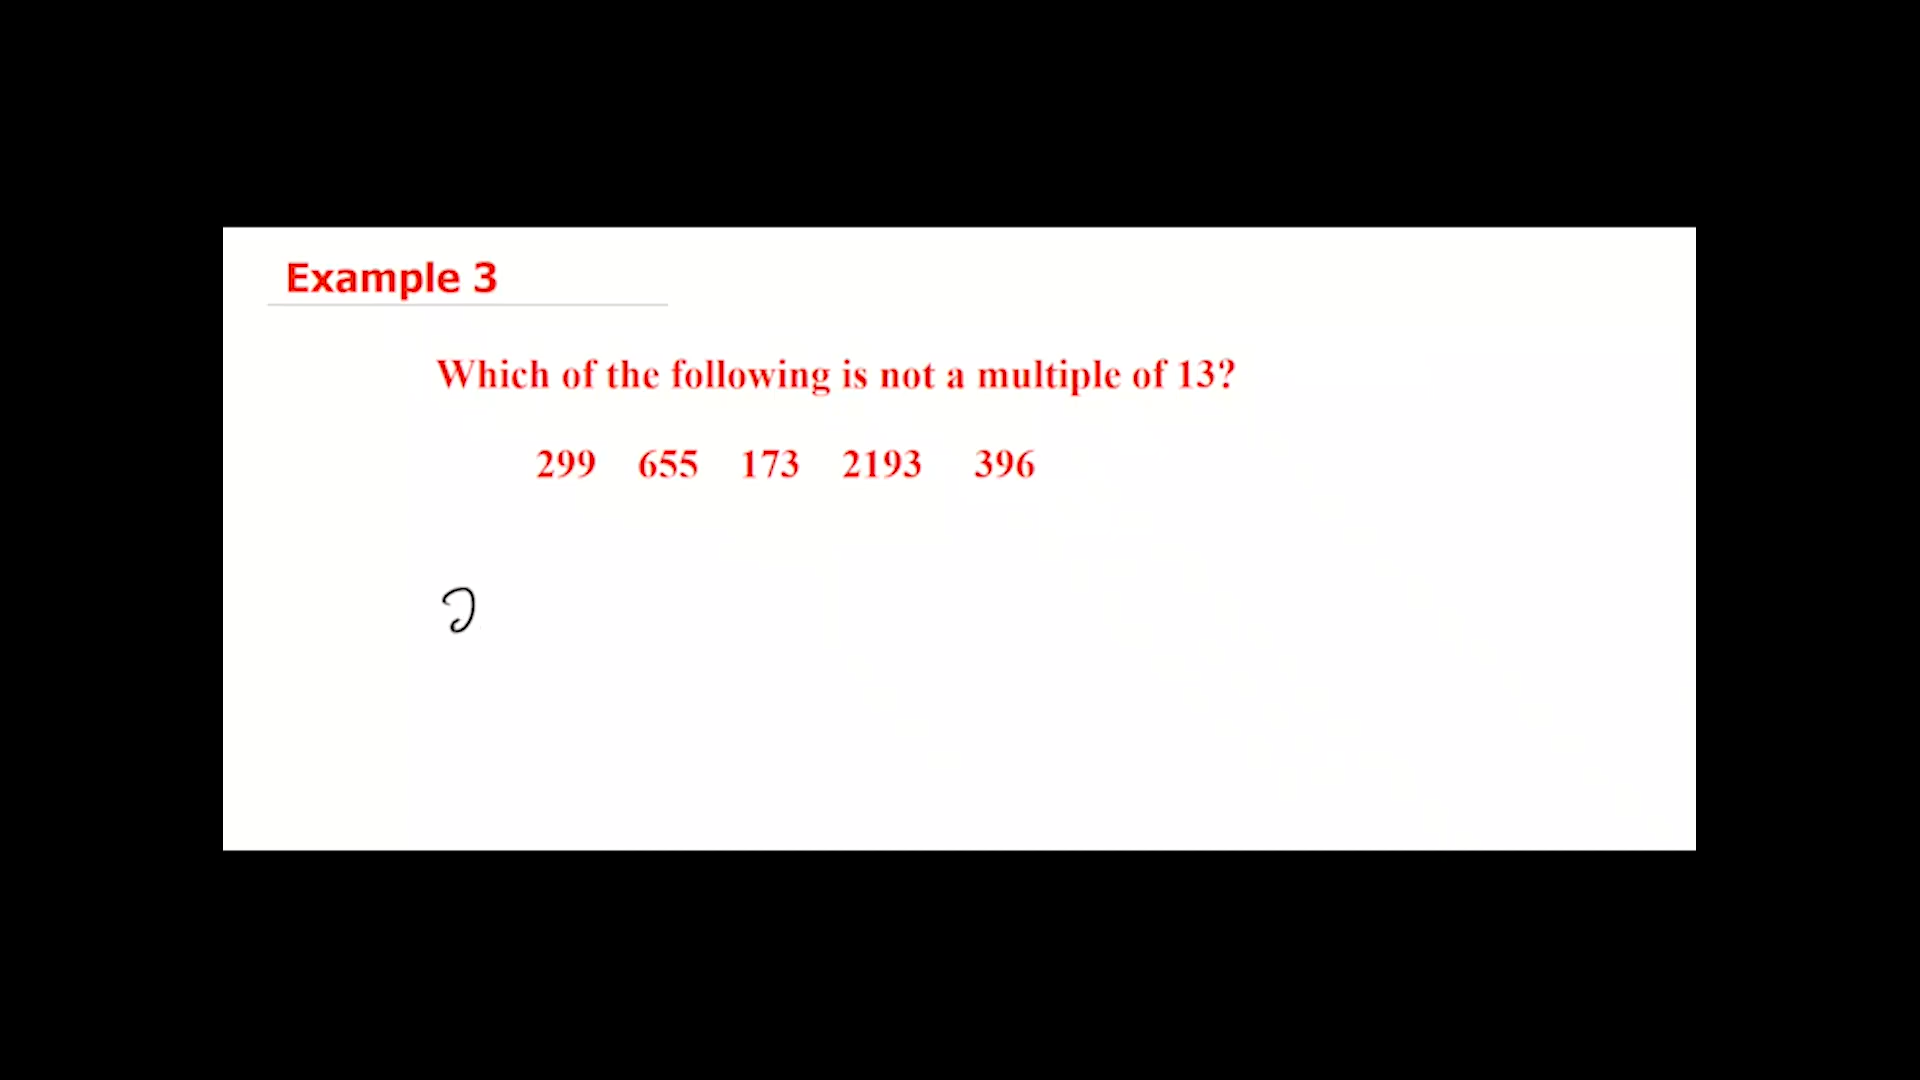 Example 3
Which of the following is not a multiple of 13?
299 655 173 2193 396